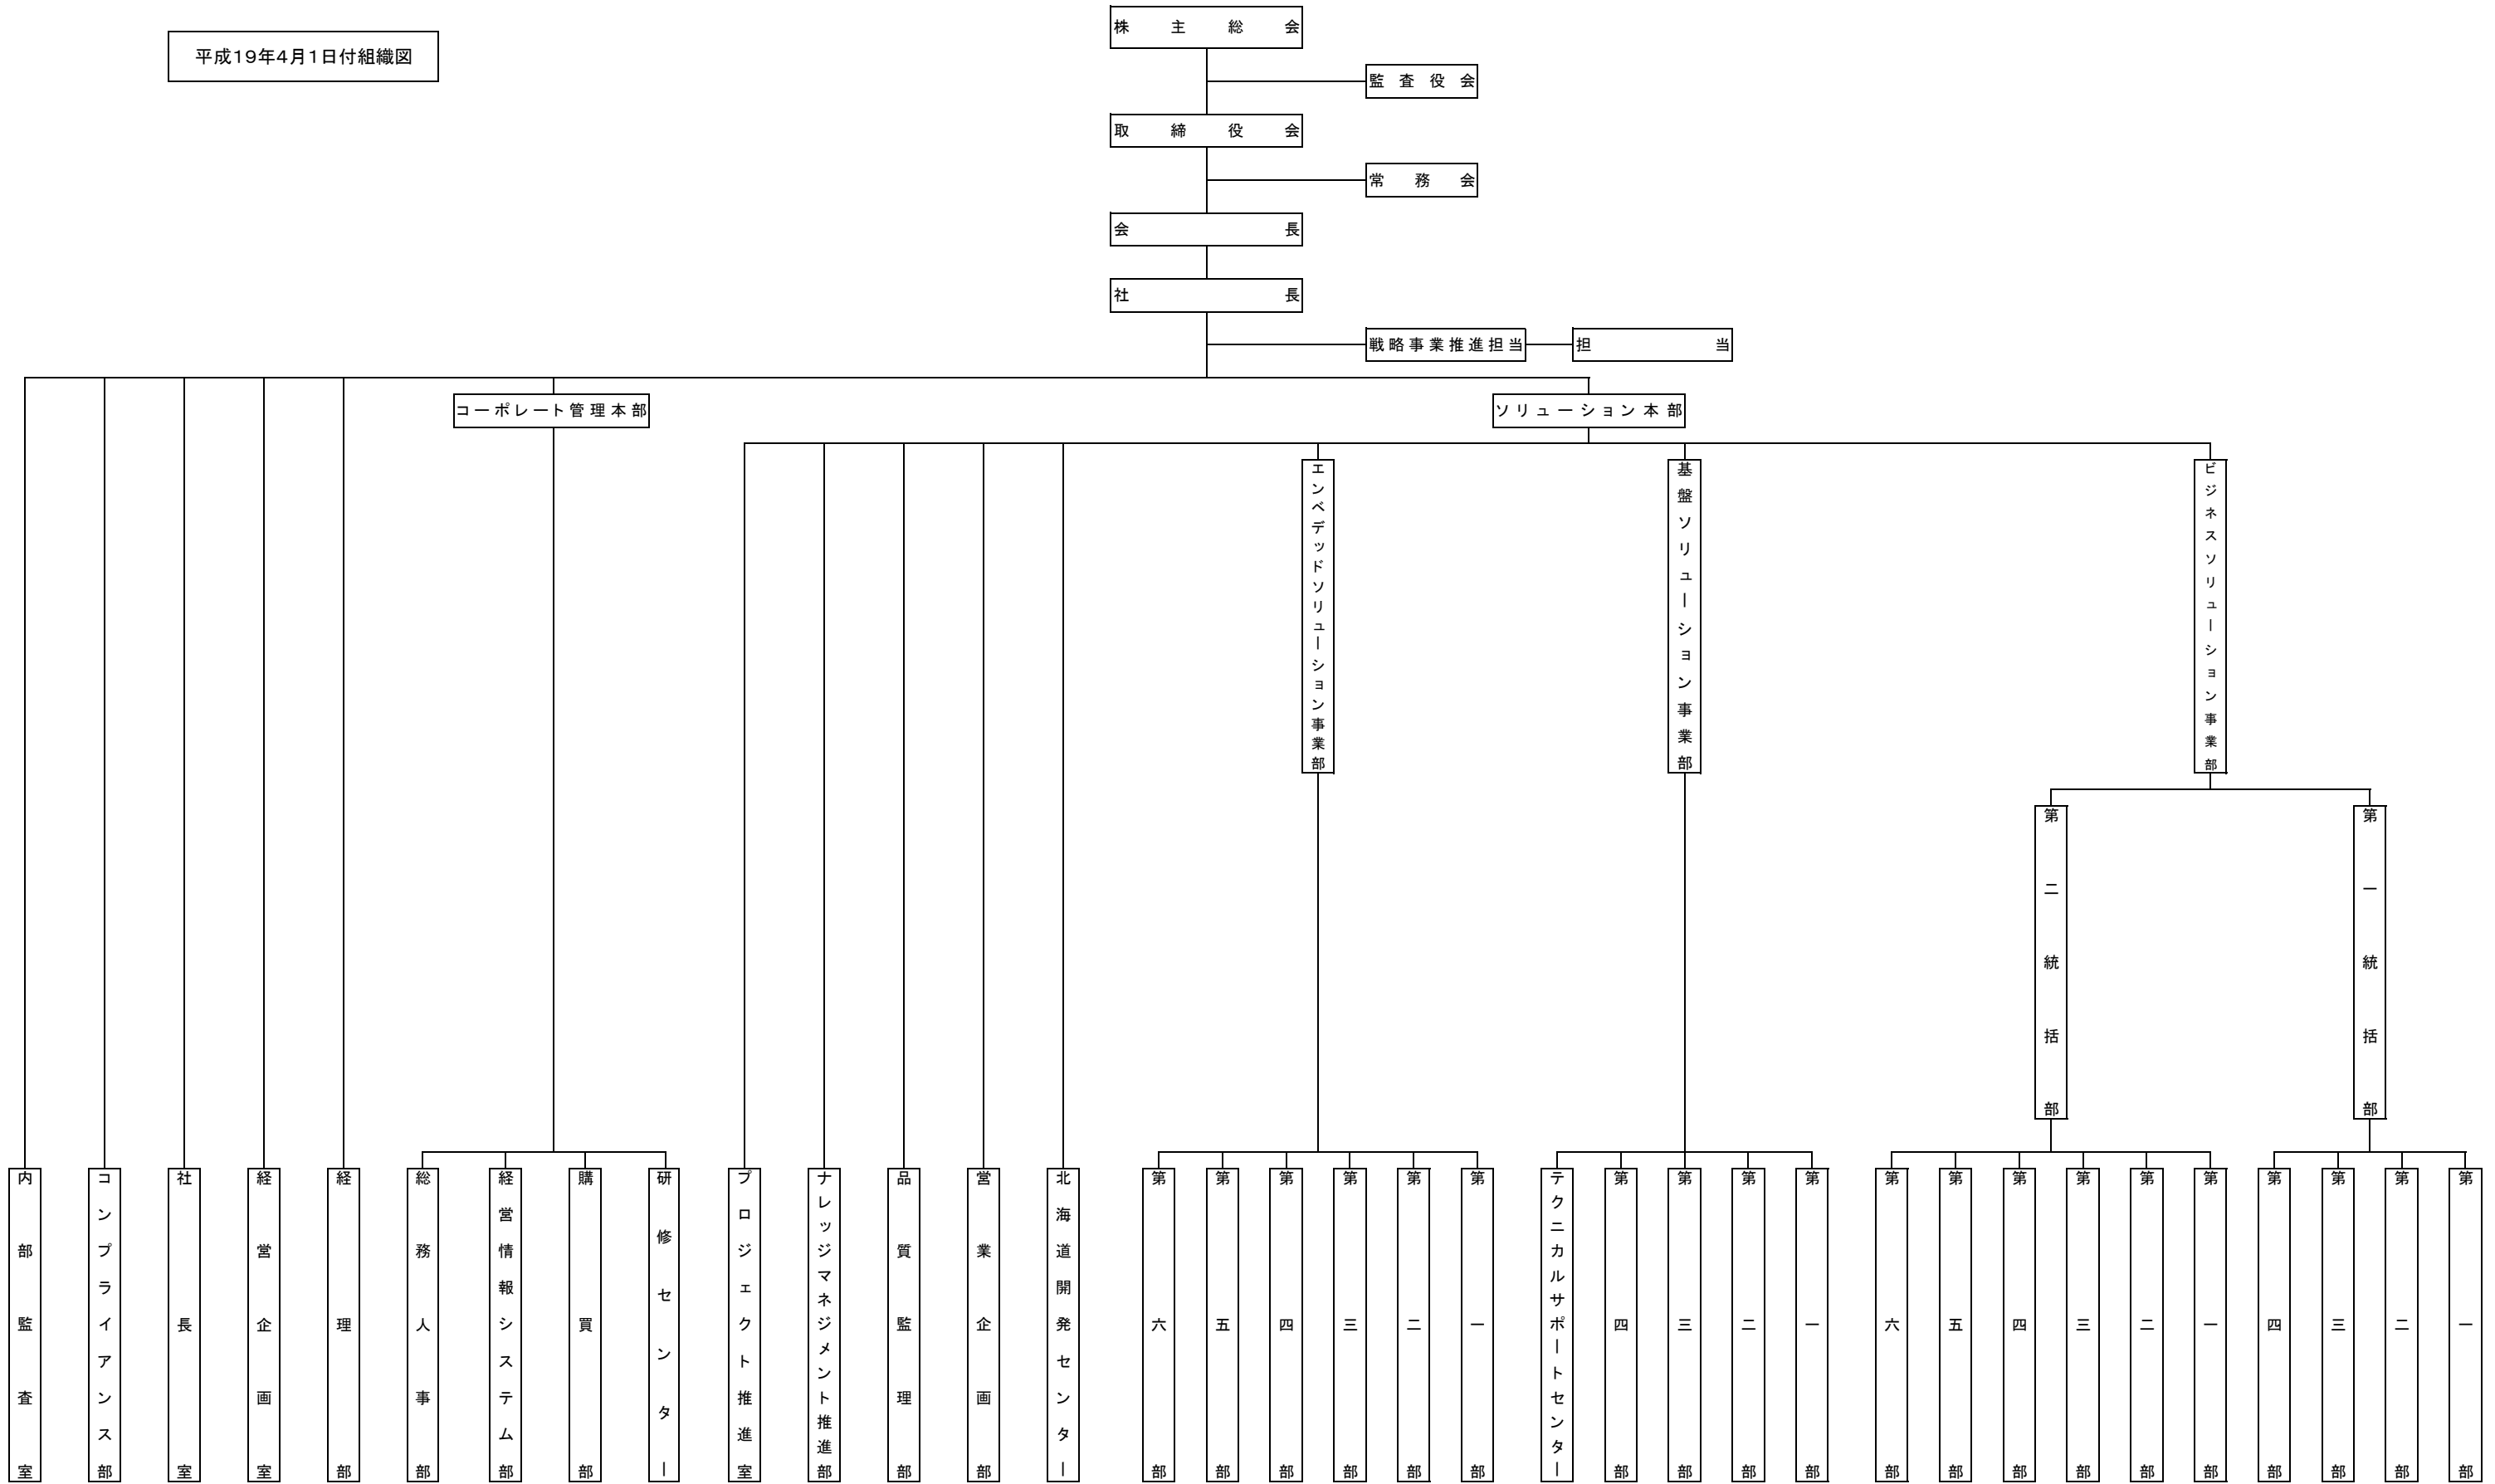 平成19年4月1日付組織図
株主総会
監査役会
取締役会
常務会
会長
社長
戦略事業推進担当
担当
コーポレート管理本部
ソリューション本部
エンベデッドソリューション事業部
基盤ソリューション事業部
ビジネスソリューション事業部
第二統括部
第一統括部
内部監査室
コンプライアンス部
社長室
経営企画室
経理部
総務人事部
経営情報システム部
購買部
研修センター
プロジェクト推進室
ナレッジマネジメント推進部
品質監理部
営業企画部
北海道開発センター
第六部
第五部
第四部
第三部
第二部
第一部
テクニカルサポートセンター
第四部
第三部
第二部
第一部
第六部
第五部
第四部
第三部
第二部
第一部
第四部
第三部
第二部
第一部